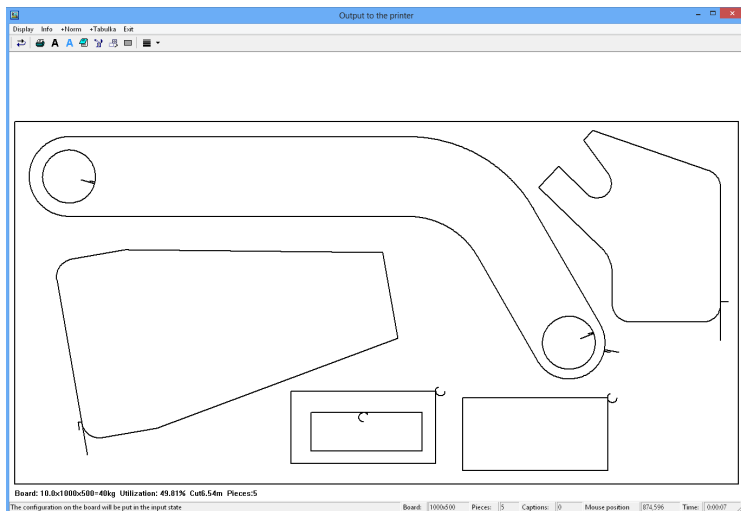 Output to the printer
Display Info +Norm +Tabulka Exit
A A
Board: 10.0x1000x500=40kg Utilization: 49.81% Cut6.54m Pieces:5
The configuration on the board will be put in the input state Board: 1000x500 Pieces: 5 Captions: 0 Mouse position 874,596 Time: 0:00:07